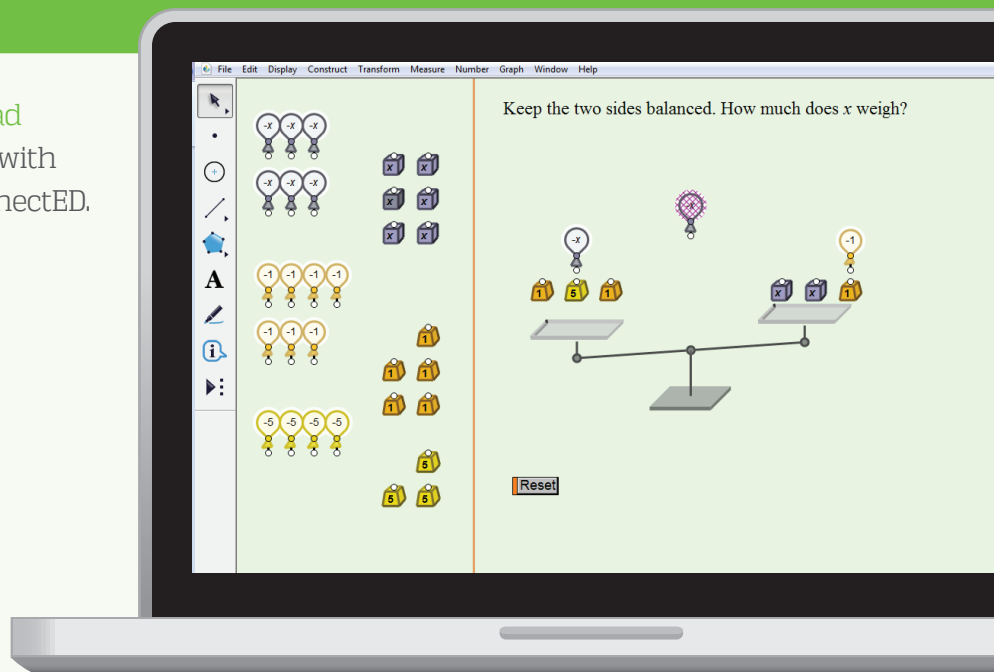 with
File Edit Display Construct Transform Measure Number Graph Window Help
Keep the two sides balanced. How much does x weigh?
-x -x -x
x x
-x -x -x
x x
x x
-x
-x
-1
1 5 1
x x 1
A
-1 -1 -1 -1
-1 -1 -1
1
1 1
1 1
-5 -5 -5 -5
5
5 5
Reset